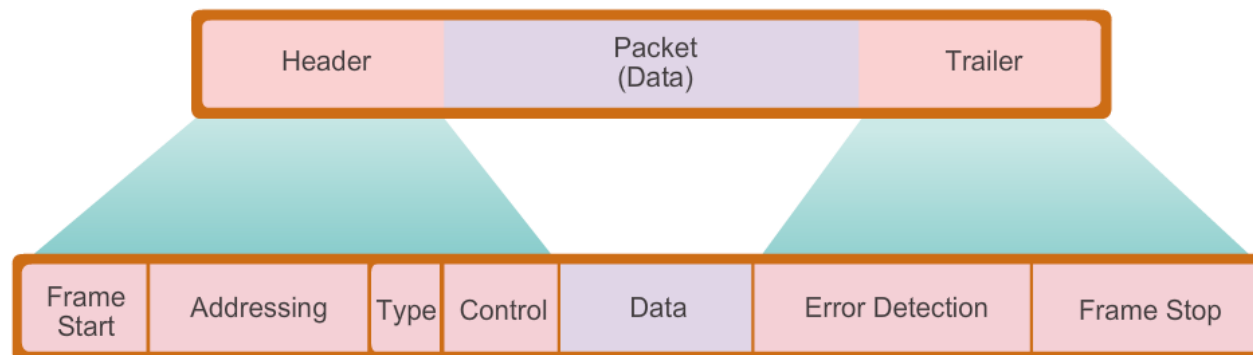 Header
Packet
(Data)
Trailer
Frame
Start
Addressing
Type
Control
Data
Error Detection
Frame Stop